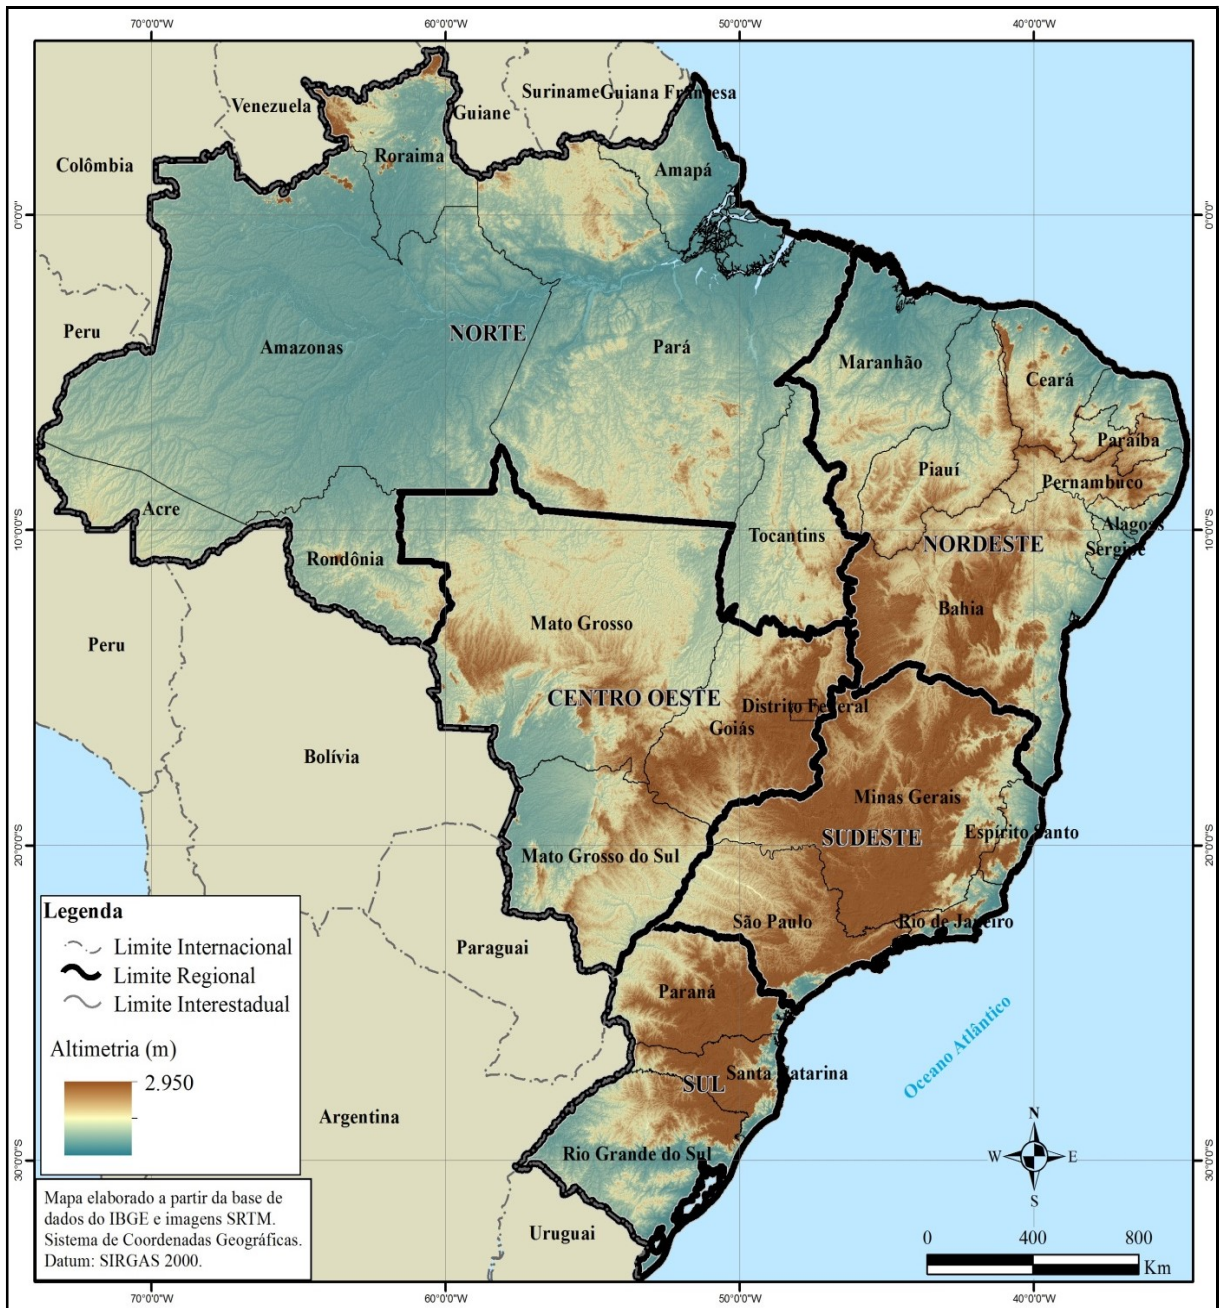 70°0'0"W 60°0'0"W 50°0'0"W 40°0'0"W
Venezuela
Suriname
Guiana Francesa
Guiane
Colômbia
Roraima
Amapá
0°0'0"
0°0'0"
Peru
NORTE
Amazonas
Pará
Maranhão
Ceará
Paraíba
Piauí
Pernambuco
Acre
Alagoas
10°0'0"S
10°0'0"S
Tocantins
NORDESTE
Sergipe
Rondônia
Bahia
Mato Grosso
Peru
CENTRO OESTE
Distrito Federal
Goiás
Bolívia
Minas Gerais
SUDESTE
Espírito Santo
20°0'0"S
20°0'0"S
Mato Grosso do Sul
São Paulo
Rio de Janeiro
Paraguai
Paraná
Oceano Atlântico
SUL
Santa Catarina
Argentina
Rio Grande do Sul
30°0'0"S
30°0'0"S
Uruguai
Legenda
Limite Internacional
Limite Regional
Limite Interestadual
Altimetria (m)
2.950
Mapa elaborado a partir da base de
dados do IBGE e imagens SRTM.
Sistema de Coordenadas Geográficas.
Datum: SIRGAS 2000.
N
W E
S
0 400 800
Km
70°0'0"W 60°0'0"W 50°0'0"W 40°0'0"W